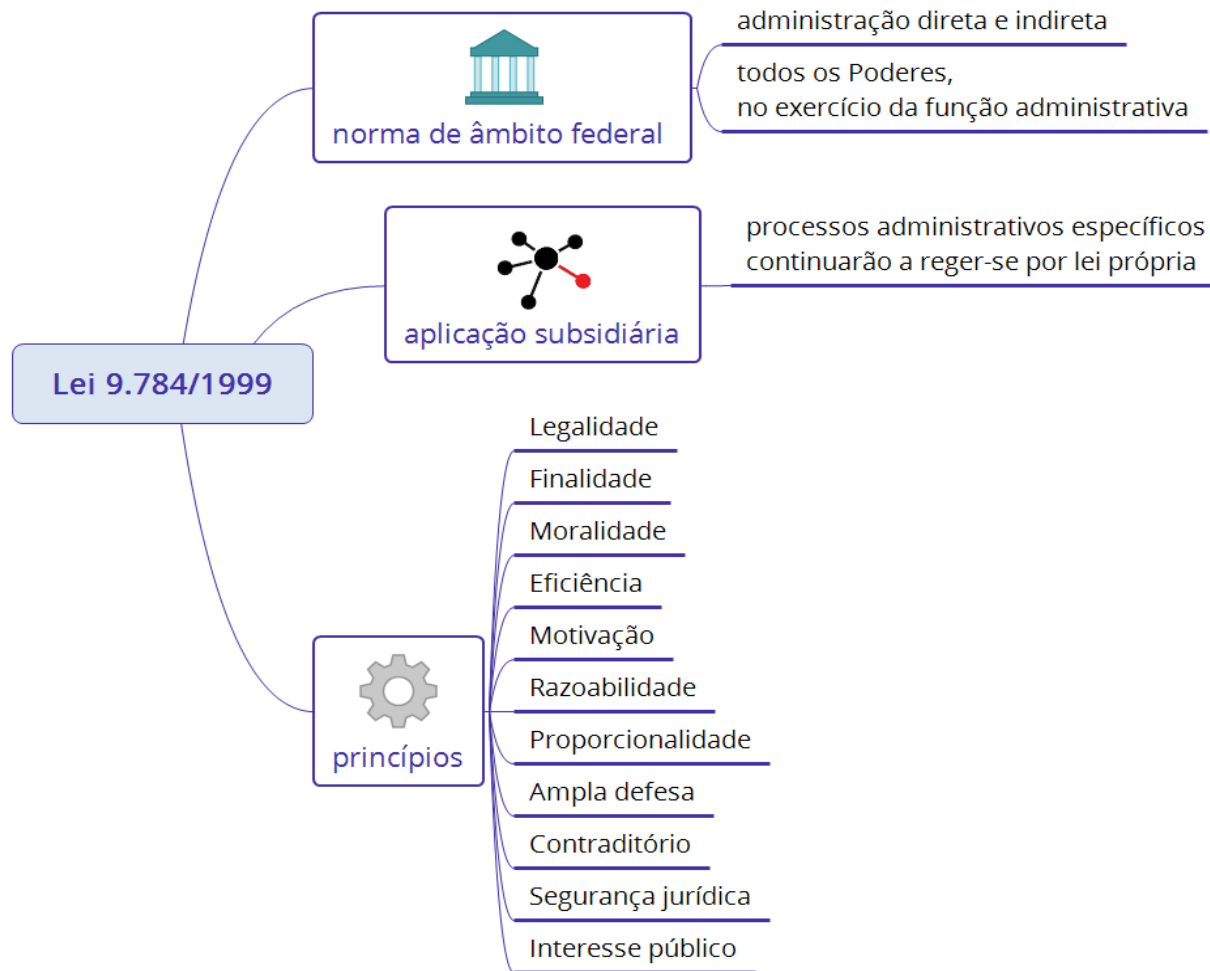 administração direta e indireta
todos os Poderes,
no exercício da função administrativa
norma de âmbito federal
processos administrativos específicos
continuarão a reger-se por lei própria
aplicação subsidiária
Lei 9.784/1999
Legalidade
Finalidade
Moralidade
Eficiência
Motivação
Razoabilidade
Proporcionalidade
Ampla defesa
Contraditório
Segurança jurídica
Interesse público
princípios